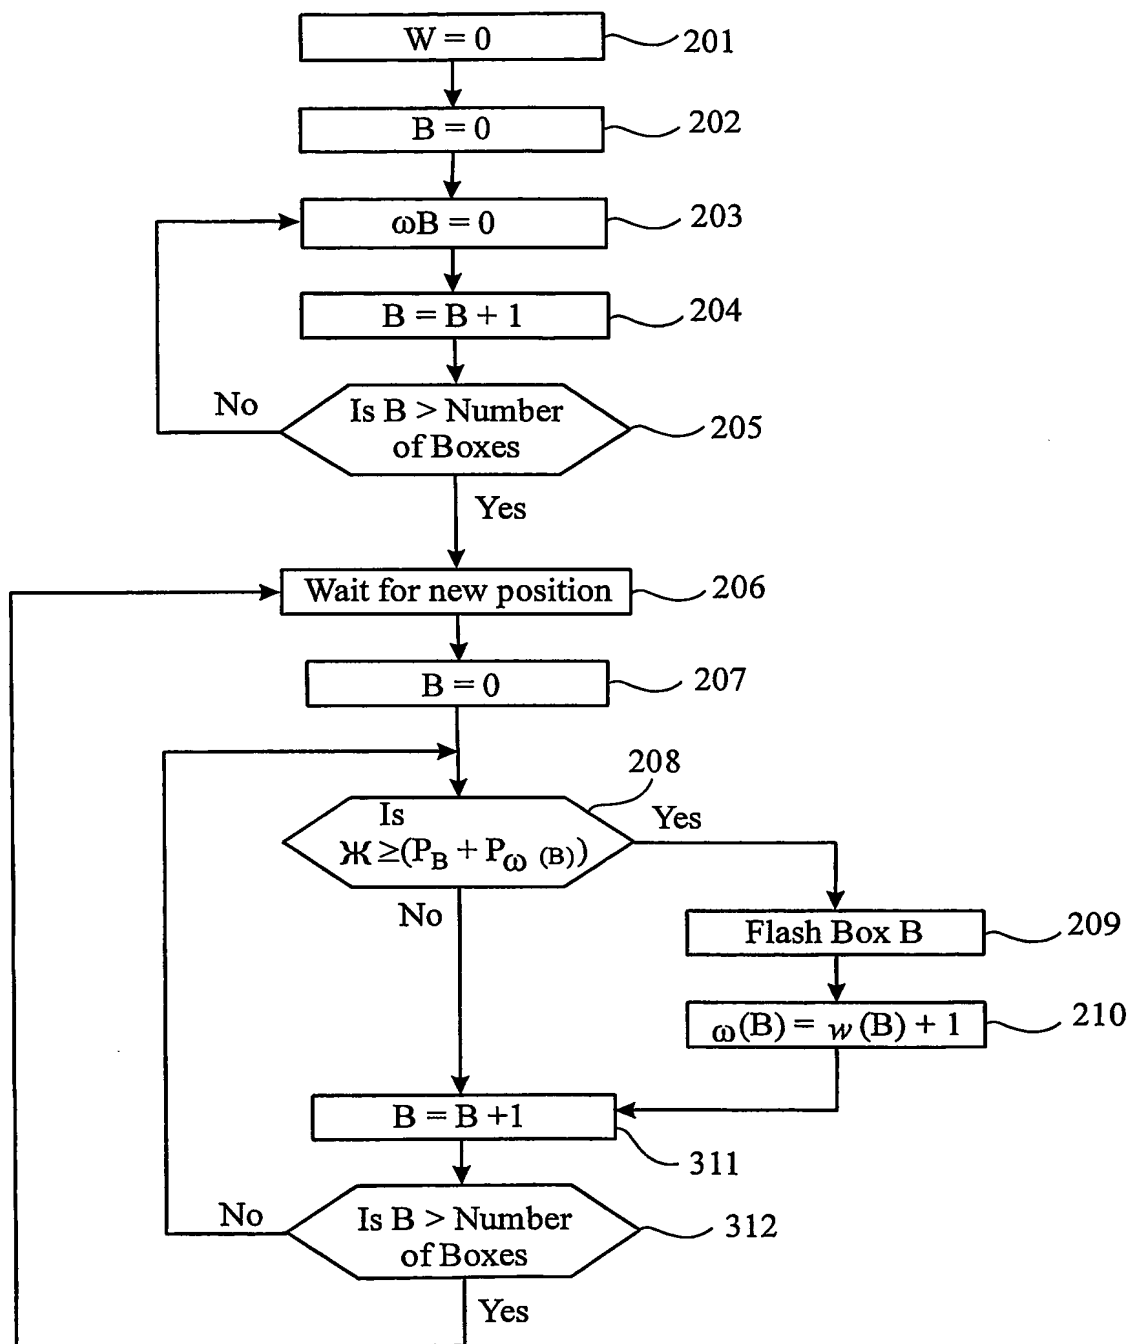 W = 0
201
B = 0
202
ωB = 0
203
B = B + 1
204
No
Is B > Number
of Boxes
205
Yes
Wait for new position
206
B = 0
207
208
Is
Ж ≥(P_B + P_ω (B))
Yes
No
Flash Box B
209
ω(B) = w(B) + 1
210
B = B +1
311
No
Is B > Number
of Boxes
312
Yes